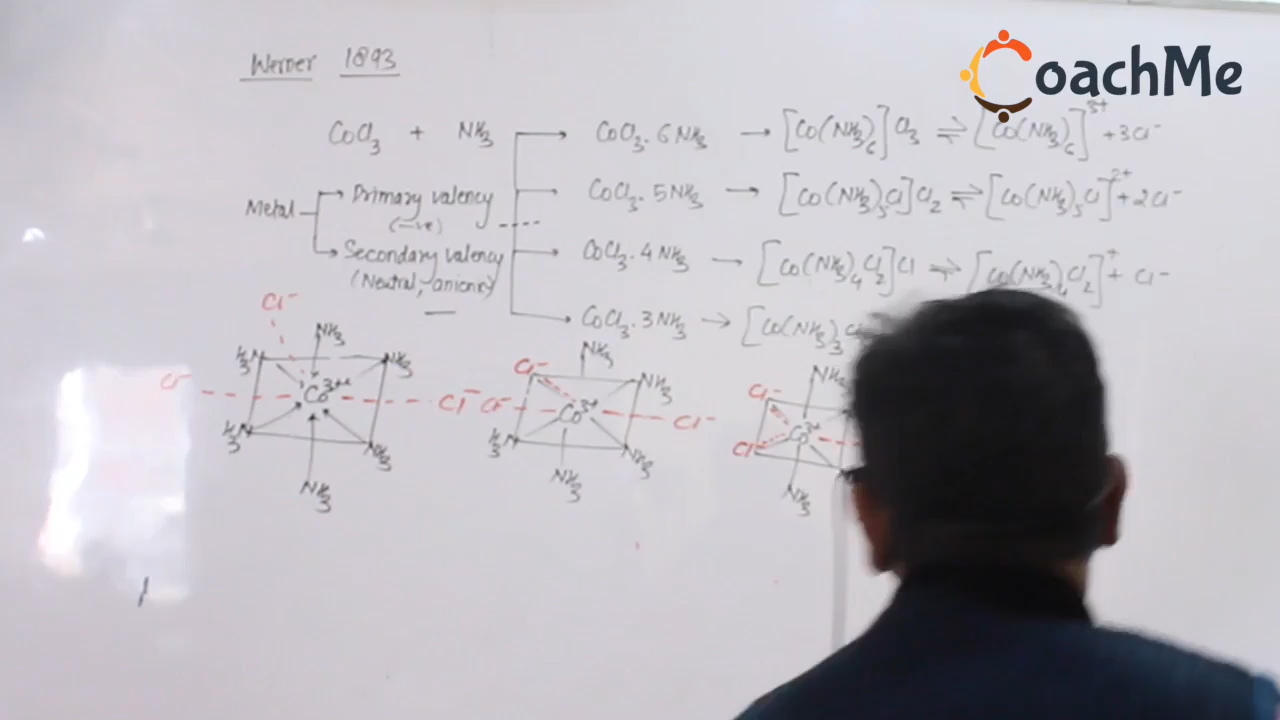 CoachMe
Werner 1893
CoCl3 + NH3
CoCl3.6NH3 → [Co(NH3)6]Cl3 ⇌ [Co(NH3)6]3+ + 3Cl-
CoCl3.5NH3 → [Co(NH3)5Cl]Cl2 ⇌ [Co(NH3)5Cl]2+ + 2Cl-
CoCl3.4NH3 → [Co(NH3)4Cl2]Cl ⇌ [Co(NH3)4Cl2]+ + Cl-
CoCl3.3NH3 → [Co(NH3)3
Metal
Primary valency
(-ve)
Secondary valency
(Neutral, anionic)
Cl-
NH3
H3N NH3
Cl- Co3+ Cl-
H3N NH3
NH3
NH3
Cl- NH3
Cl- Co3+ Cl-
H3N NH3
NH3
NH3
Cl-
Co3+
Cl-
NH3